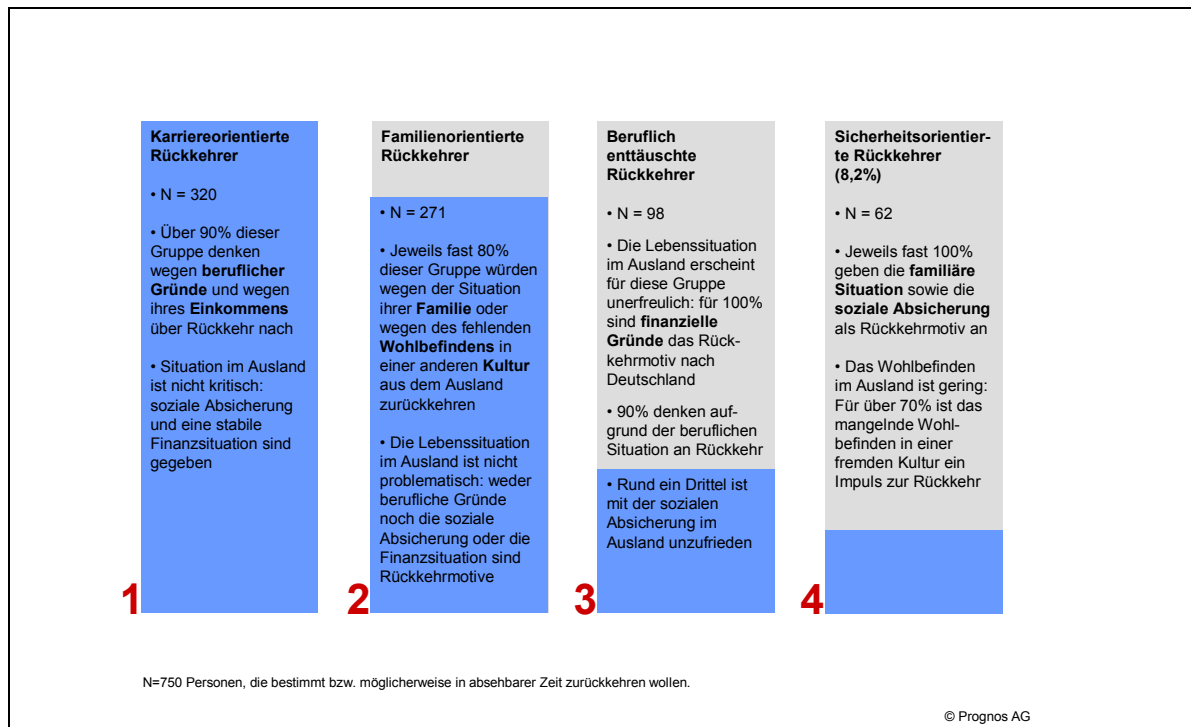 Karriereorientierte
Rückkehrer
• N = 320
• Über 90% dieser
Gruppe denken
wegen beruflicher
Gründe und wegen
ihres Einkommens
über Rückkehr nach
• Situation im Ausland
ist nicht kritisch:
soziale Absicherung
und eine stabile
Finanzsituation sind
gegeben
1
Familienorientierte
Rückkehrer
• N = 271
• Jeweils fast 80%
dieser Gruppe würden
wegen der Situation
ihrer Familie oder
wegen des fehlenden
Wohlbefindens in
einer anderen Kultur
aus dem Ausland
zurückkehren
• Die Lebenssituation
im Ausland ist nicht
problematisch: weder
berufliche Gründe
noch die soziale
Absicherung oder die
Finanzsituation sind
Rückkehrmotive
2
Beruflich
enttäuschte
Rückkehrer
• N = 98
• Die Lebenssituation
im Ausland erscheint
für diese Gruppe
unerfreulich: für 100%
sind finanzielle
Gründe das Rück-
kehrmotiv nach
Deutschland
• 90% denken auf-
grund der beruflichen
Situation an Rückkehr
• Rund ein Drittel ist
mit der sozialen
Absicherung im
Ausland unzufrieden
3
Sicherheitsorientier-
te Rückkehrer
(8,2%)
• N = 62
• Jeweils fast 100%
geben die familiäre
Situation sowie die
soziale Absicherung
als Rückkehrmotiv an
• Das Wohlbefinden
im Ausland ist gering:
Für über 70% ist das
mangelnde Wohl-
befinden in einer
fremden Kultur ein
Impuls zur Rückkehr
4
N=750 Personen, die bestimmt bzw. möglicherweise in absehbarer Zeit zurückkehren wollen.
© Prognos AG